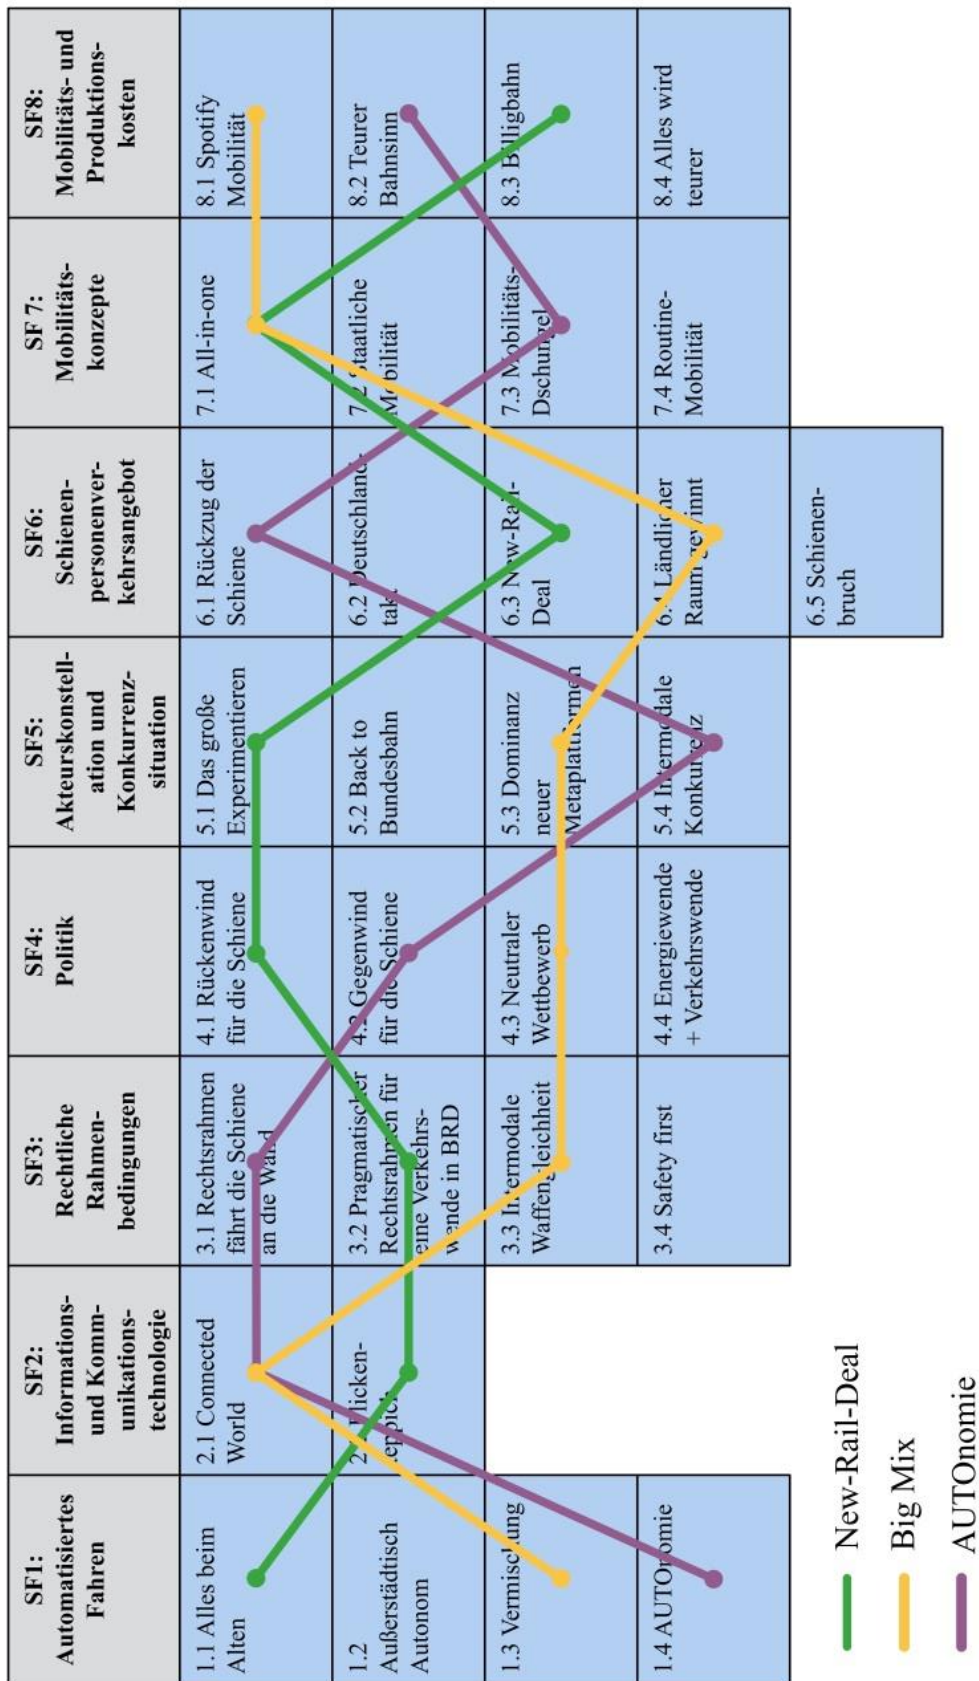 SF1:
Automatisiertes
Fahren
SF2:
Informations-
und Komm-
unikations-
technologie
SF3:
Rechtliche
Rahmen-
bedingungen
SF4:
Politik
SF5:
Akteurskonstell-
ation und
Konkurrenz-
situation
SF6:
Schienen-
personenver-
kehrsangebot
SF 7:
Mobilitäts-
konzepte
SF8:
Mobilitäts- und
Produktions-
kosten
1.1 Alles beim
Alten
2.1 Connected
World
3.1 Rechtsrahmen
fährt die Schiene
an die Wand
4.1 Rückenwind
für die Schiene
5.1 Das große
Experimentieren
6.1 Rückzug der
Schiene
7.1 All-in-one
8.1 Spotify
Mobilität
1.2
Außerstädtisch
Autonom
2.2 Flicken-
teppich
3.2 Pragmatischer
Rechtsrahmen für
eine Verkehrs-
wende in BRD
4.2 Gegenwind
für die Schiene
5.2 Back to
Bundesbahn
6.2 Deutschland-
takt
7.2 Staatliche
Mobilität
8.2 Teurer
Bahnsinn
1.3 Vermischung
3.3 Intermodale
Waffengleichheit
4.3 Neutraler
Wettbewerb
5.3 Dominanz
neuer
Metaplattformen
6.3 New-Rail-
Deal
7.3 Mobilitäts-
Dschungel
8.3 Billigbahn
1.4 AUTOnomie
3.4 Safety first
4.4 Energiewende
+ Verkehrswende
5.4 Intermodale
Konkurrenz
6.4 Ländlicher
Raum gewinnt
7.4 Routine-
Mobilität
8.4 Alles wird
teurer
6.5 Schienen-
bruch
New-Rail-Deal
Big Mix
AUTOnomie